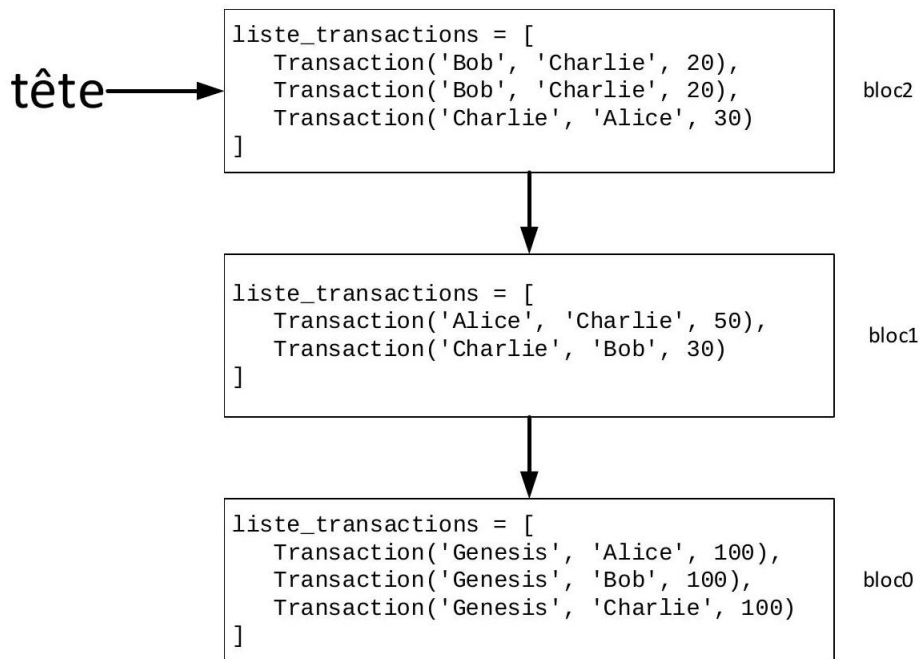 liste_transactions = [
Transaction('Bob', 'Charlie', 20),
Transaction('Bob', 'Charlie', 20),
Transaction('Charlie', 'Alice', 30)
]
tête
bloc2
liste_transactions = [
Transaction('Alice', 'Charlie', 50),
Transaction('Charlie', 'Bob', 30)
]
bloc1
liste_transactions = [
Transaction('Genesis', 'Alice', 100),
Transaction('Genesis', 'Bob', 100),
Transaction('Genesis', 'Charlie', 100)
]
bloc0